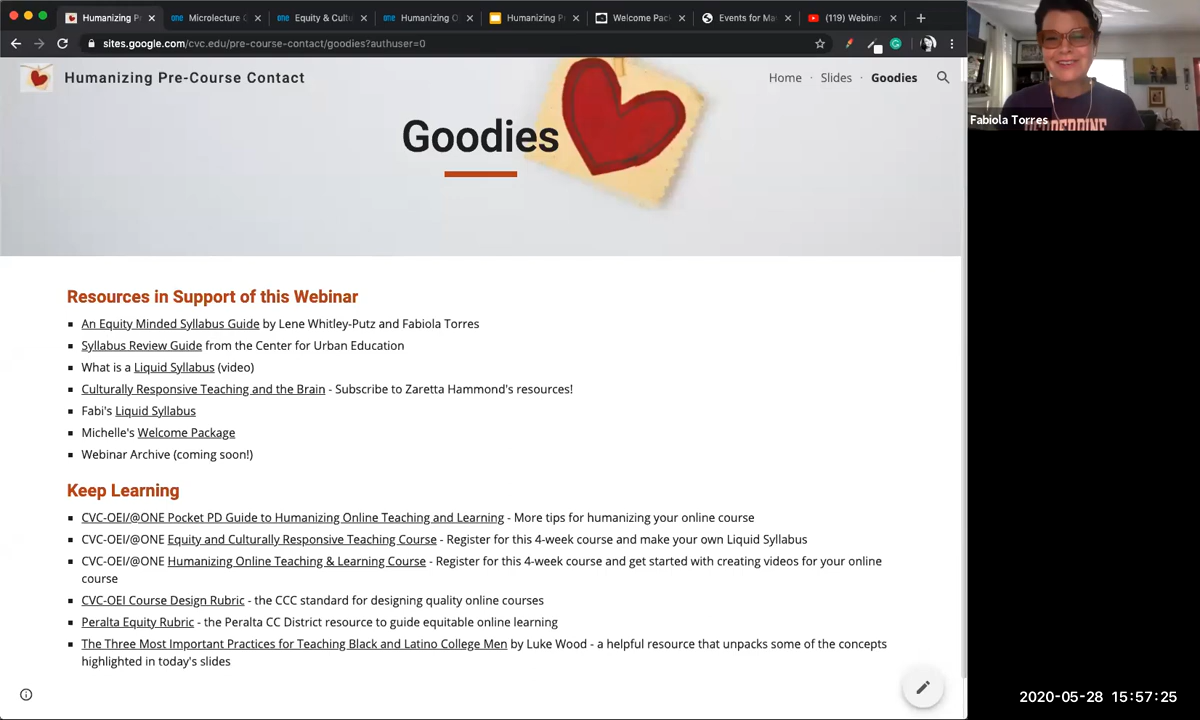 Humanizing P
Microlecture
Equity & Cultu
Humanizing O
Humanizing P
Welcome Pac
Events for Ma
(119) Webinar
sites.google.com/cvc.edu/pre-course-contact/goodies?authuser=0
Humanizing Pre-Course Contact
Home · Slides · Goodies
Goodies
Fabiola Torres
PEPPERDINE
Resources in Support of this Webinar
An Equity Minded Syllabus Guide by Lene Whitley-Putz and Fabiola Torres
Syllabus Review Guide from the Center for Urban Education
What is a Liquid Syllabus (video)
Culturally Responsive Teaching and the Brain - Subscribe to Zaretta Hammond's resources!
Fabi's Liquid Syllabus
Michelle's Welcome Package
Webinar Archive (coming soon!)
Keep Learning
CVC-OEI/@ONE Pocket PD Guide to Humanizing Online Teaching and Learning - More tips for humanizing your online course
CVC-OEI/@ONE Equity and Culturally Responsive Teaching Course - Register for this 4-week course and make your own Liquid Syllabus
CVC-OEI/@ONE Humanizing Online Teaching & Learning Course - Register for this 4-week course and get started with creating videos for your online
course
CVC-OEI Course Design Rubric - the CCC standard for designing quality online courses
Peralta Equity Rubric - the Peralta CC District resource to guide equitable online learning
The Three Most Important Practices for Teaching Black and Latino College Men by Luke Wood - a helpful resource that unpacks some of the concepts
highlighted in today's slides
2020-05-28 15:57:25